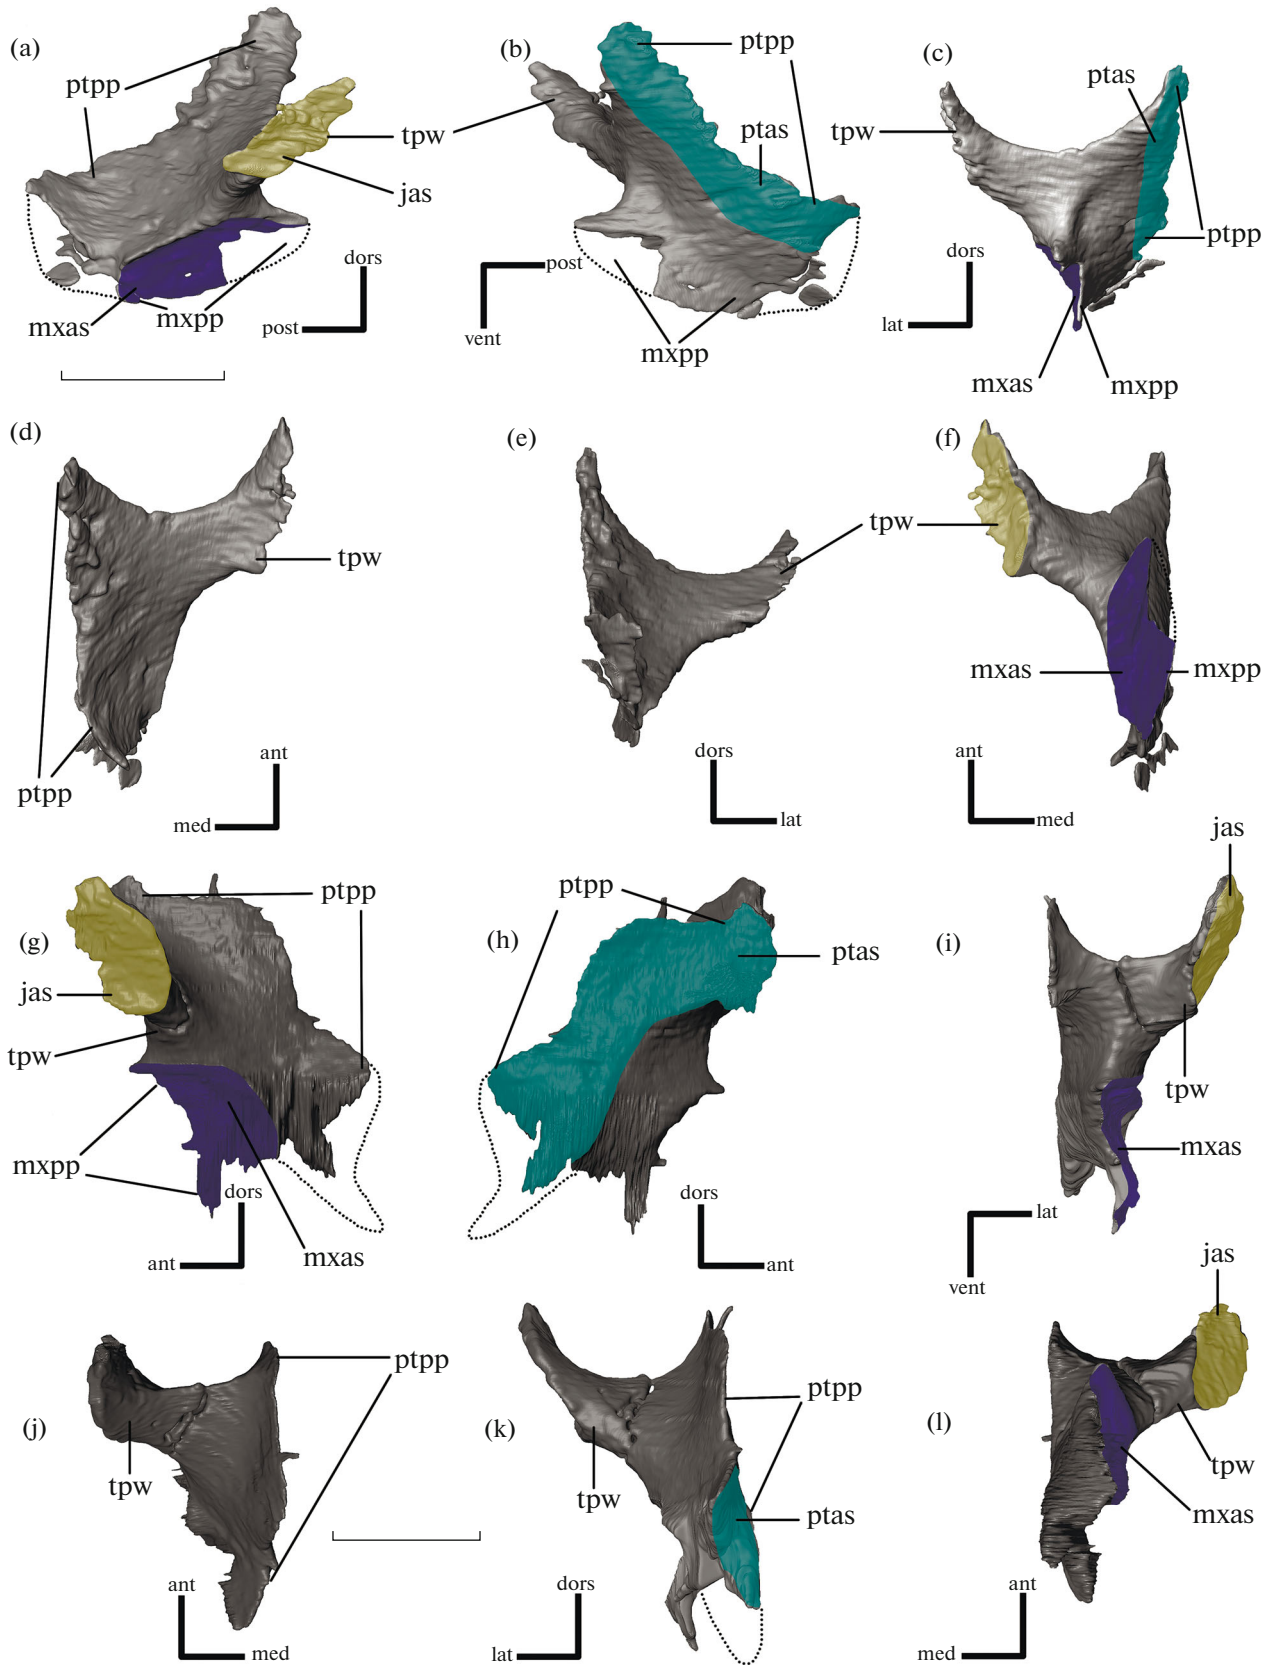 (a)
ptpp
tpw
jas
mxas
mxpp
dors
post
(b)
ptpp
ptas
post
vent
mxpp
(c)
ptas
tpw
ptpp
dors
lat
mxas
mxpp
(d)
tpw
ptpp
ant
med
(e)
tpw
dors
lat
(f)
mxas
mxpp
ant
med
(g)
ptpp
jas
tpw
mxpp
mxas
dors
ant
(h)
ptpp
ptas
dors
ant
(i)
jas
tpw
mxas
lat
vent
(j)
ptpp
tpw
ant
med
(k)
ptpp
tpw
ptas
dors
lat
(l)
jas
tpw
mxas
ant
med